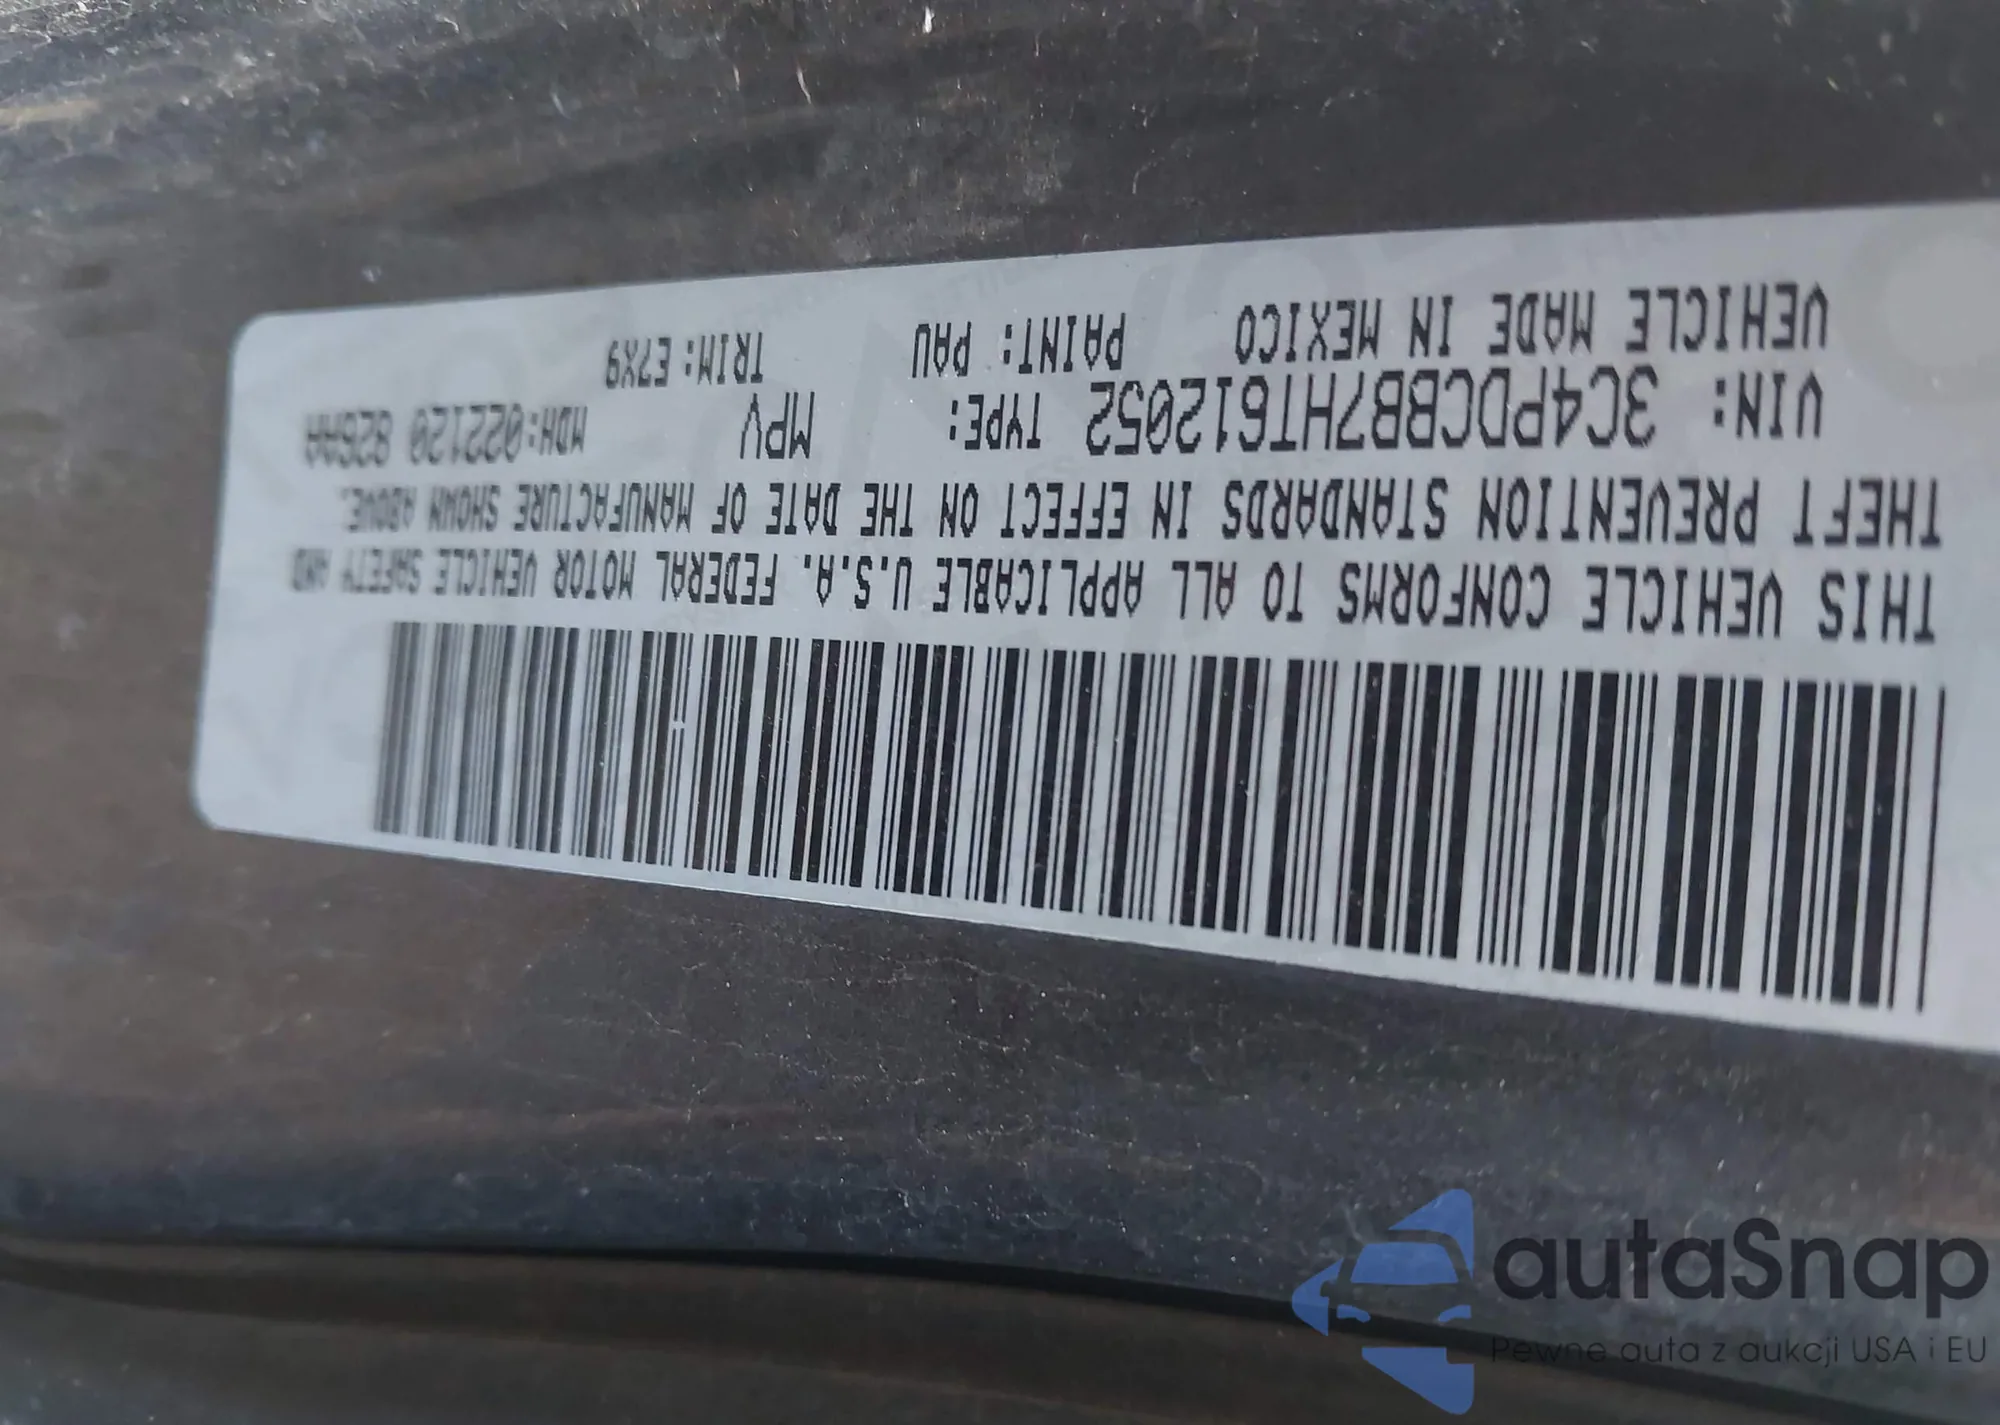 THIS VEHICLE CONFORMS TO ALL APPLICABLE U.S.A. FEDERAL MOTOR VEHICLE SAFETY AND
THEFT PREVENTION STANDARDS IN EFFECT ON THE DATE OF MANUFACTURE SHOWN ABOVE.
VIN: 3C4PDCBB7HT612052 TYPE: MPV MDH:022120 826AA
VEHICLE MADE IN MEXICO PAINT: PAU TRIM: E7X9
autaSnap
Pewne auta z aukcji USA i EU